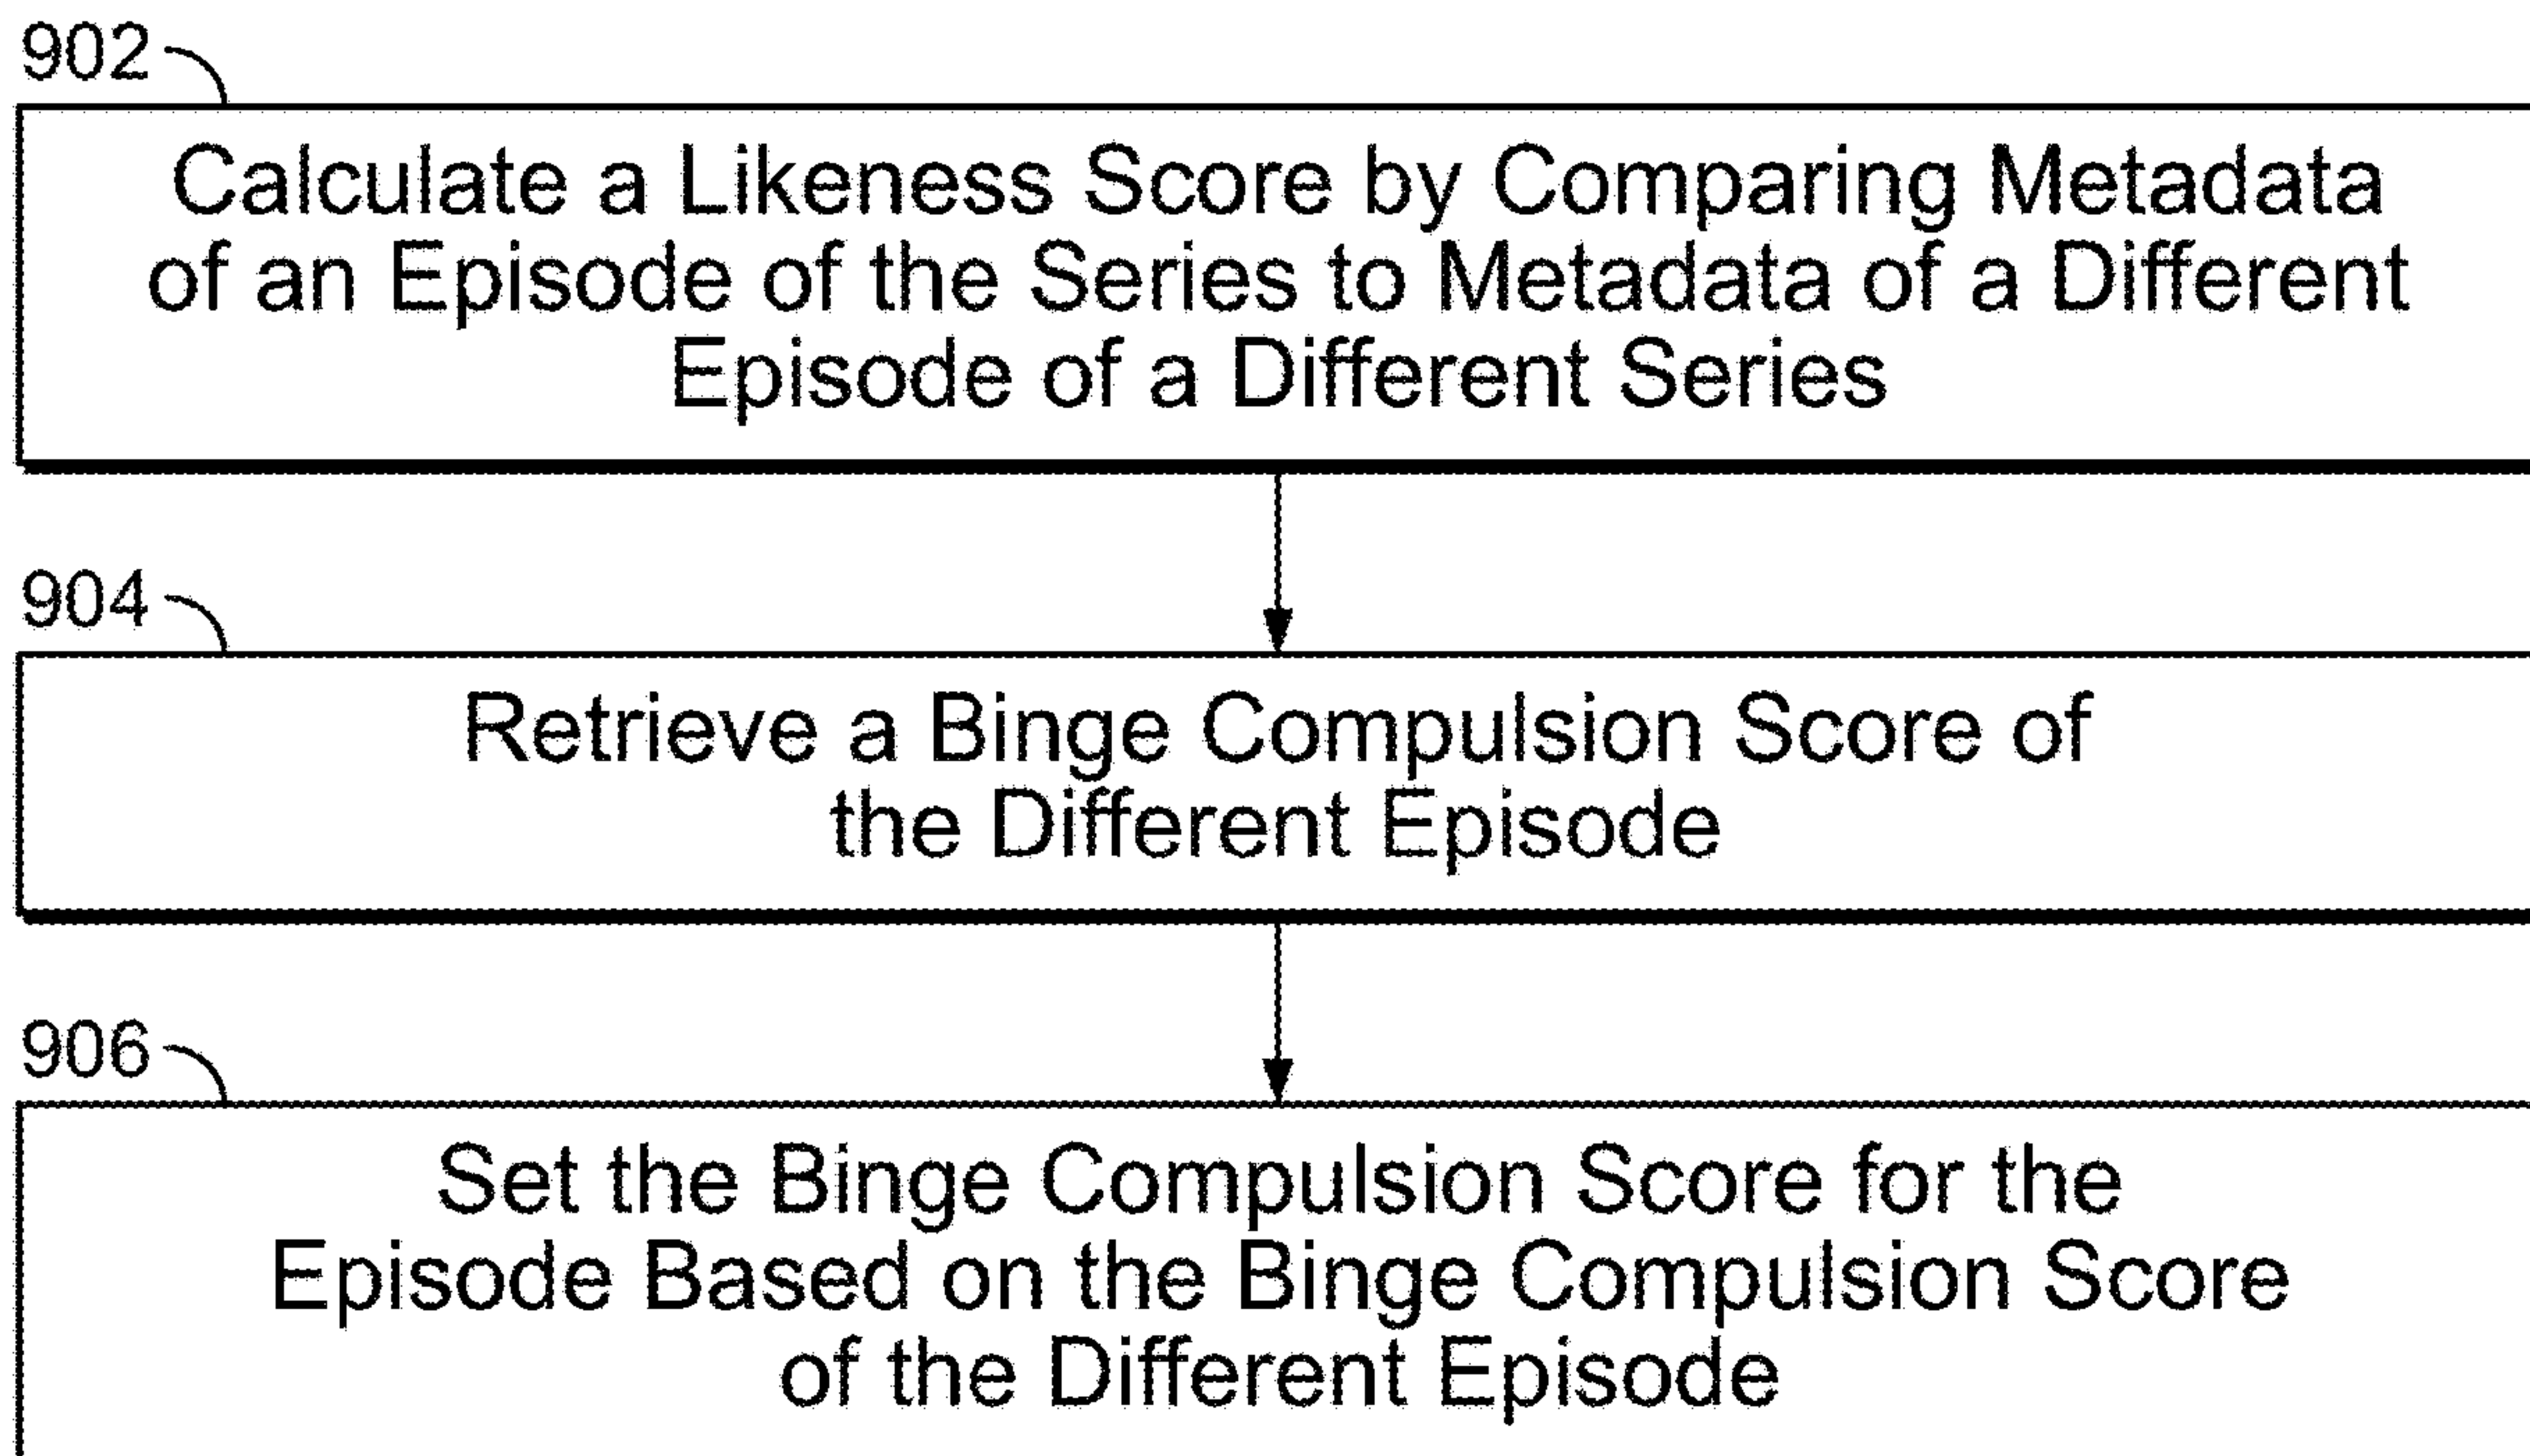 902
Calculate a Likeness Score by Comparing Metadata
of an Episode of the Series to Metadata of a Different
Episode of a Different Series
904
Retrieve a Binge Compulsion Score of
the Different Episode
906
Set the Binge Compulsion Score for the
Episode Based on the Binge Compulsion Score
of the Different Episode